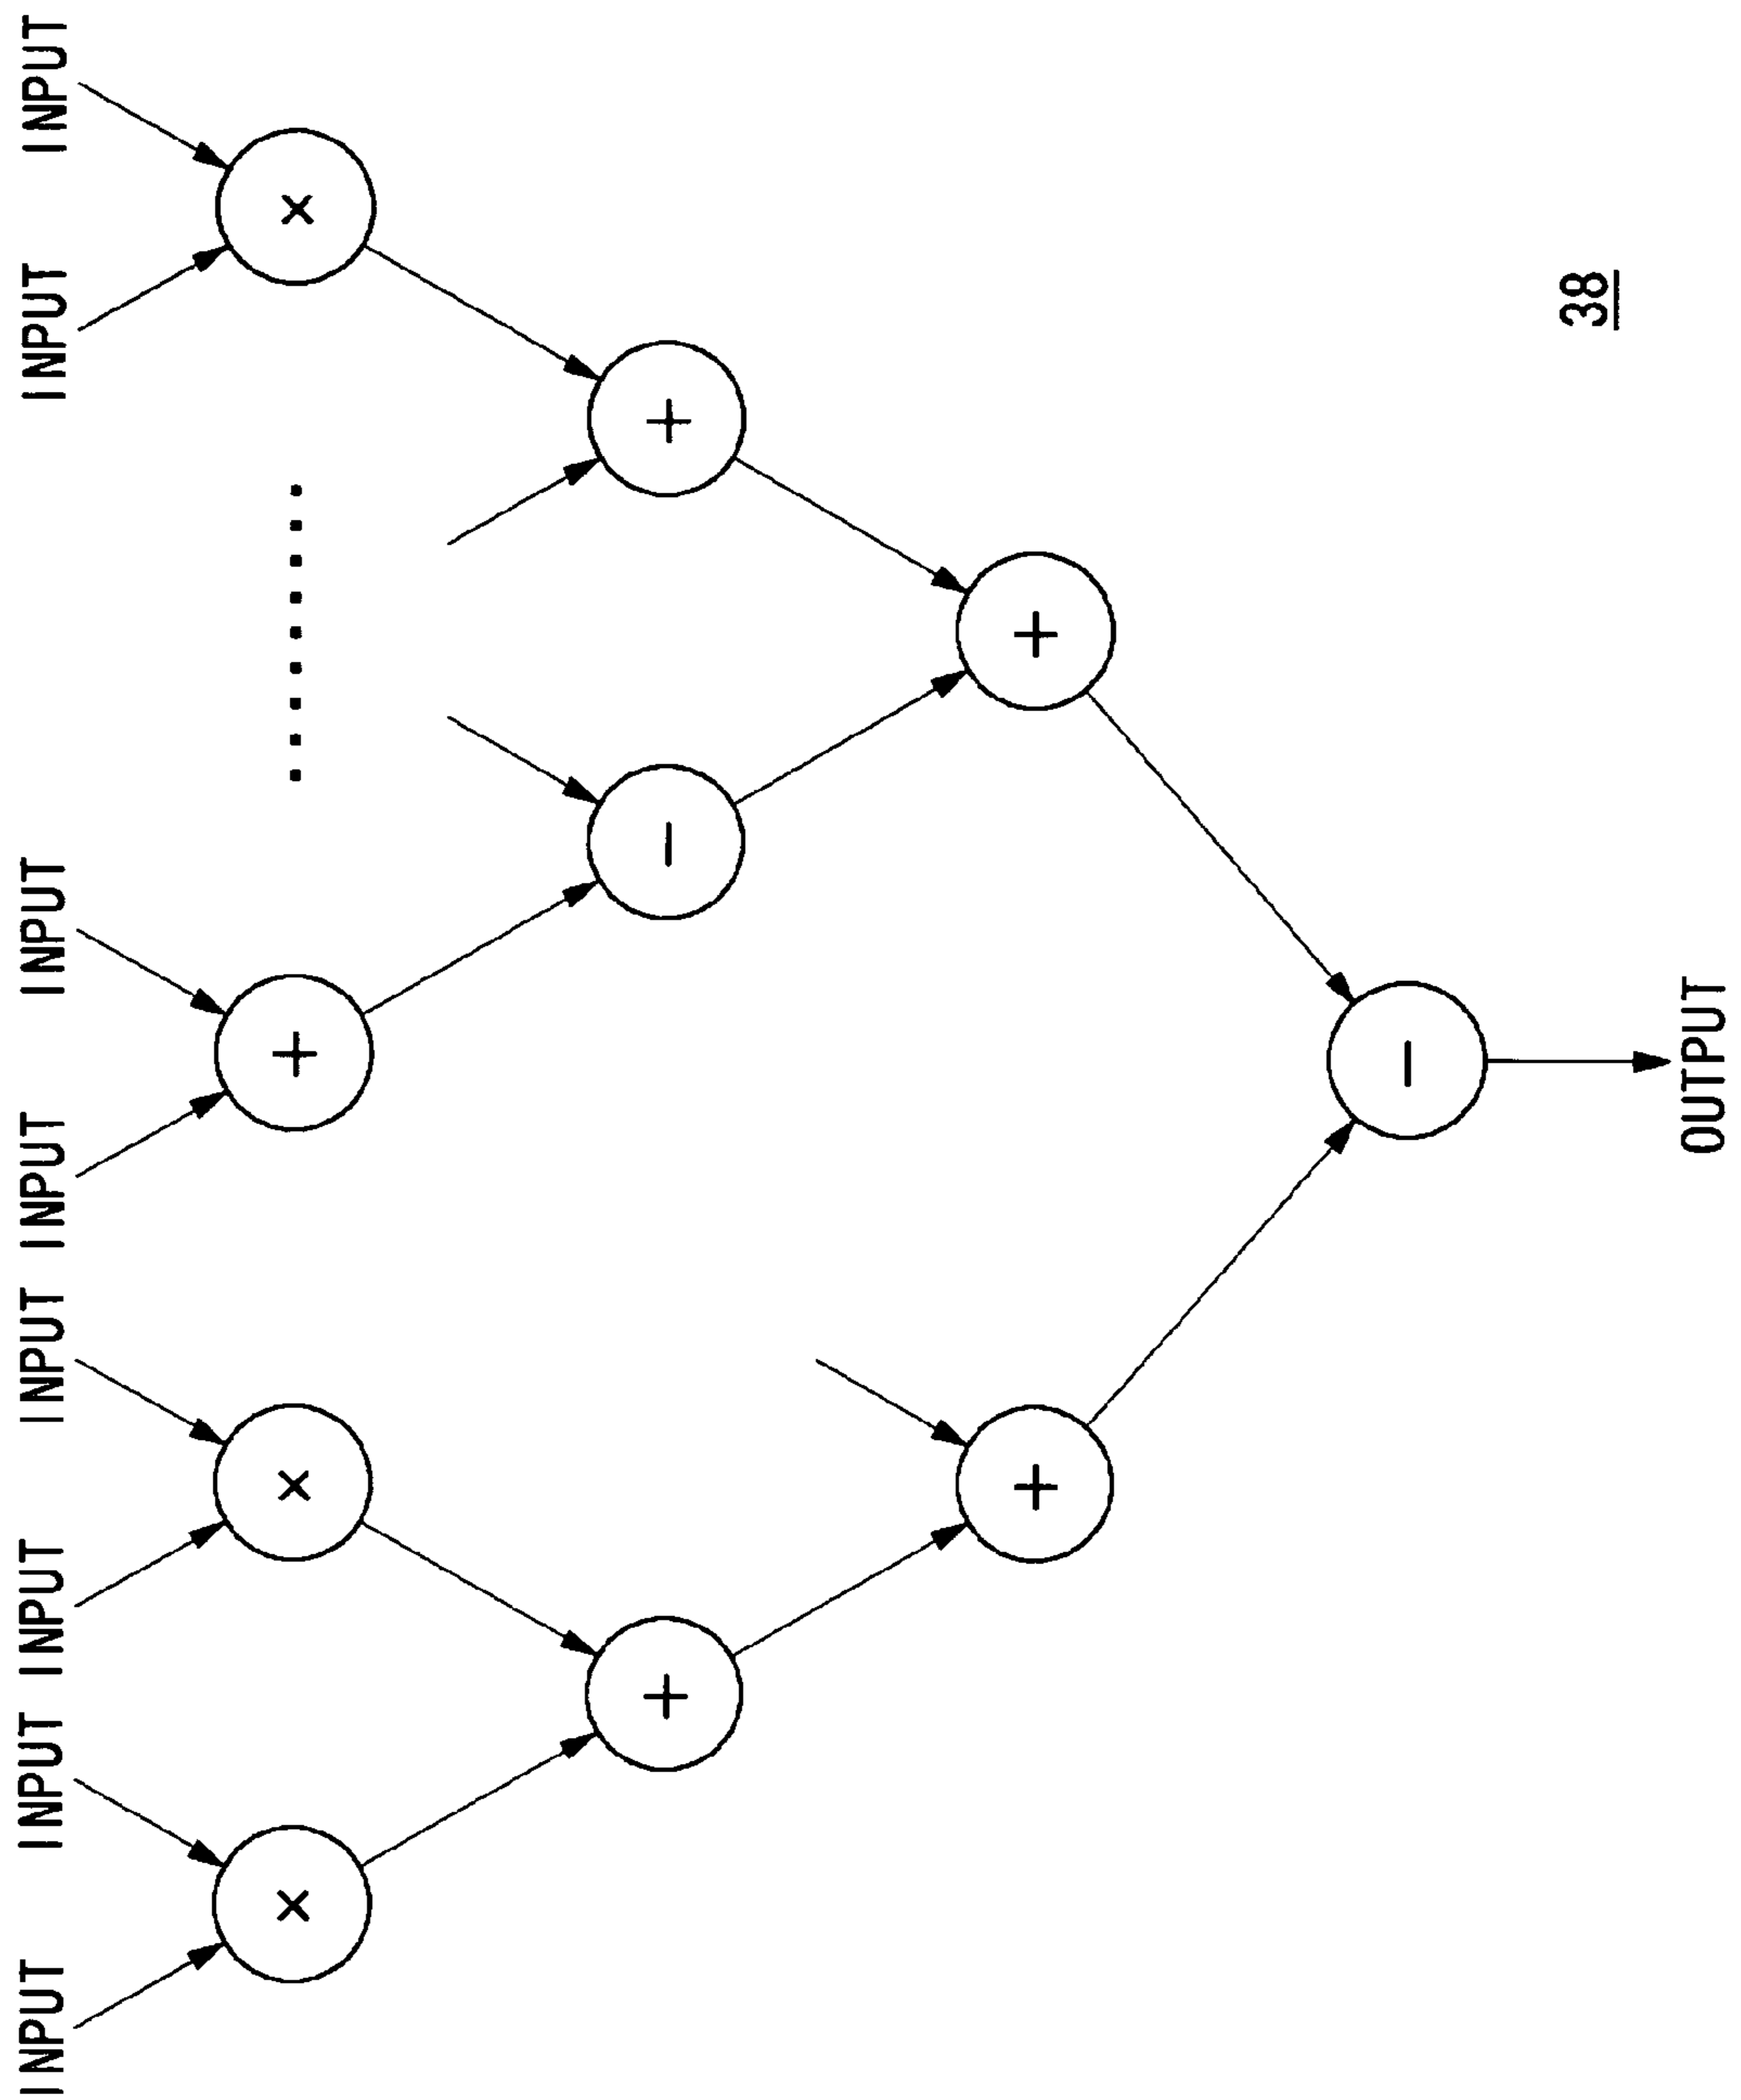 INPUT INPUT INPUT INPUT INPUT INPUT INPUT INPUT
× × + ......... ×
+ − +
+ +
−
38
OUTPUT